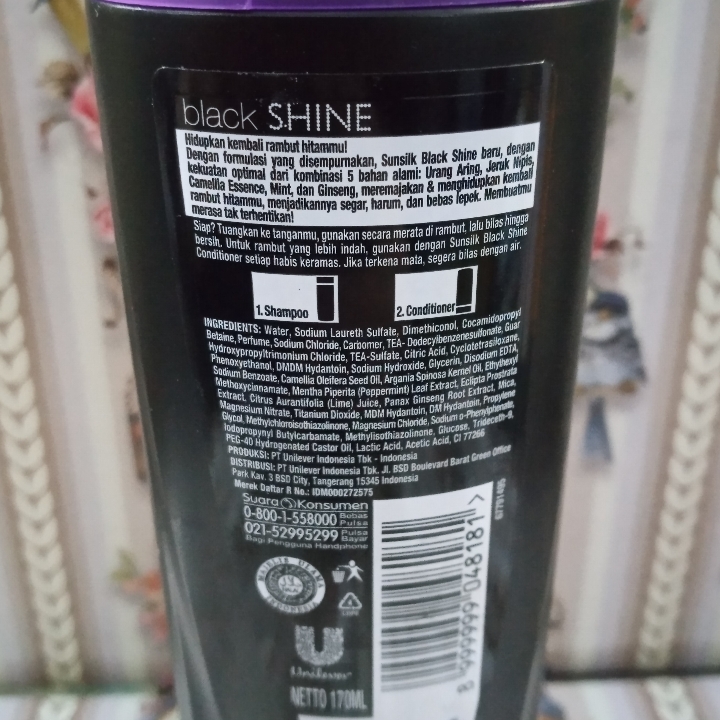 black SHINE
Hidupkan kembali rambut hitammu!
Dengan formulasi yang disempurnakan, Sunsilk Black Shine baru, dengan
kekuatan optimal dari kombinasi 5 bahan alami: Urang Aring, Jeruk Nipis,
Camellia Essence, Mint, dan Ginseng, meremajakan & menghidupkan kembali
rambut hitammu, menjadikannya segar, harum, dan bebas lepek. Membuatmu
merasa tak terhentikan!
Siap? Tuangkan ke tanganmu, gunakan secara merata di rambut, lalu bilas hingga
bersih. Untuk rambut yang lebih indah, gunakan dengan Sunsilk Black Shine
Conditioner setiap habis keramas. Jika terkena mata, segera bilas dengan air.
1. Shampoo
2. Conditioner
INGREDIENTS: Water, Sodium Laureth Sulfate, Dimethiconol, Cocamidopropyl
Betaine, Perfume, Sodium Chloride, Carbomer, TEA- Dodecylbenzenesulfonate, Guar
Hydroxypropyltrimonium Chloride, TEA-Sulfate, Citric Acid, Cyclotetrasiloxane,
Phenoxyethanol, DMDM Hydantoin, Sodium Hydroxide, Glycerin, Disodium EDTA,
Sodium Benzoate, Camellia Oleifera Seed Oil, Argania Spinosa Kernel Oil, Ethylhexyl
Methoxycinnamate, Mentha Piperita (Peppermint) Leaf Extract, Eclipta Prostrata
Extract, Citrus Aurantifolia (Lime) Juice, Panax Ginseng Root Extract, Mica,
Magnesium Nitrate, Titanium Dioxide, MDM Hydantoin, DM Hydantoin, Propylene
Glycol, Methylchloroisothiazolinone, Magnesium Chloride, Sodium o-Phenylphenate,
Iodopropynyl Butylcarbamate, Methylisothiazolinone, Glucose, Trideceth-9,
PEG-40 Hydrogenated Castor Oil, Lactic Acid, Acetic Acid, CI 77266
PRODUKSI: PT Unilever Indonesia Tbk - Indonesia
DISTRIBUSI: PT Unilever Indonesia Tbk. Jl. BSD Boulevard Barat Green Office
Park Kav. 3 BSD City, Tangerang 15345 Indonesia
Merek Daftar R No.: IDM000272575
Suara Konsumen
0-800-1-558000 Bebas Pulsa
021-52995299 Pulsa Bayar
Bagi Pengguna Handphone
67791495
8 999999 048181 >
Unilever
NETTO 170ML